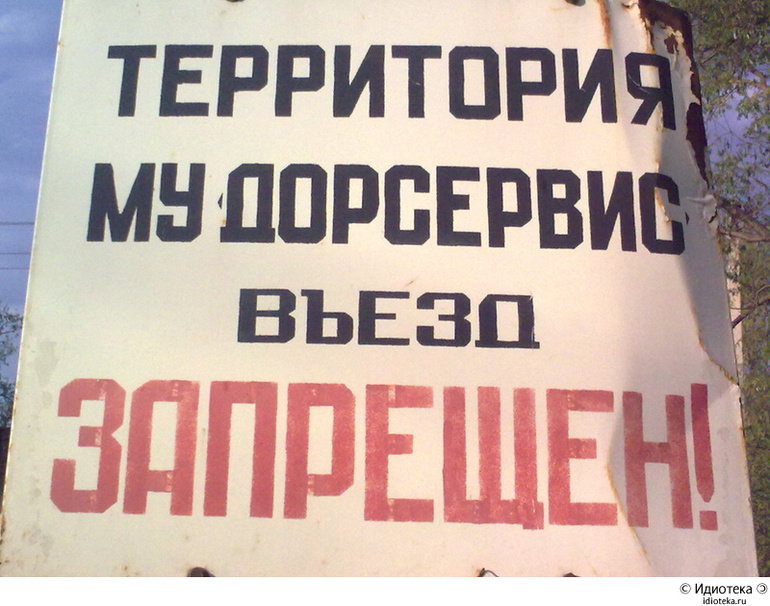 ТЕРРИТОРИЯ
МУ "ДОРСЕРВИС"
ВЪЕЗД
ЗАПРЕЩЕН!
© Идиотека
idioteka.ru